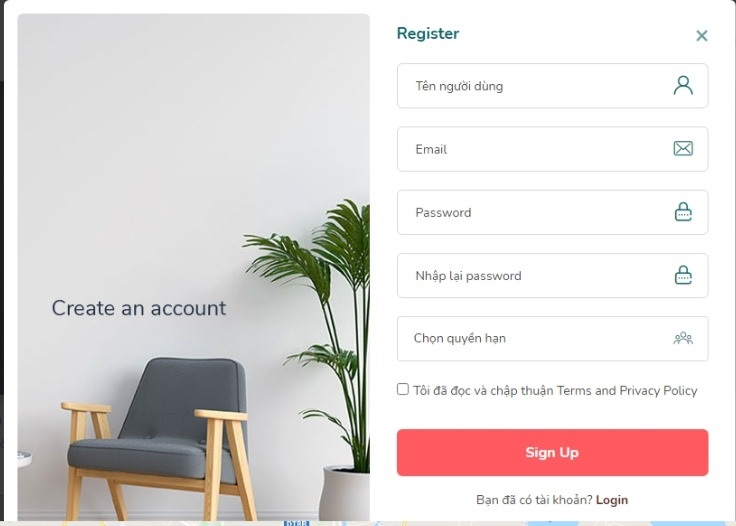 Register
Tên người dùng
Email
Password
Nhập lại password
Create an account
Chọn quyền hạn
Tôi đã đọc và chập thuận Terms and Privacy Policy
Sign Up
Bạn đã có tài khoản? Login